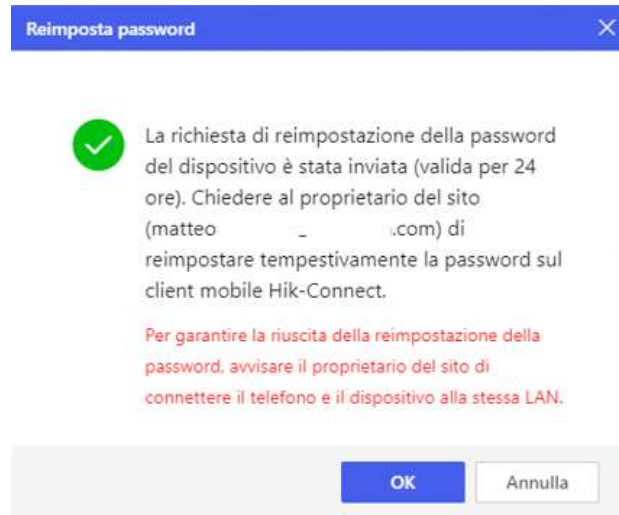 Reimposta password
La richiesta di reimpostazione della password
del dispositivo è stata inviata (valida per 24
ore). Chiedere al proprietario del sito
(matteo _ .com) di
reimpostare tempestivamente la password sul
client mobile Hik-Connect.
Per garantire la riuscita della reimpostazione della
password, avvisare il proprietario del sito di
connettere il telefono e il dispositivo alla stessa LAN.
OK Annulla